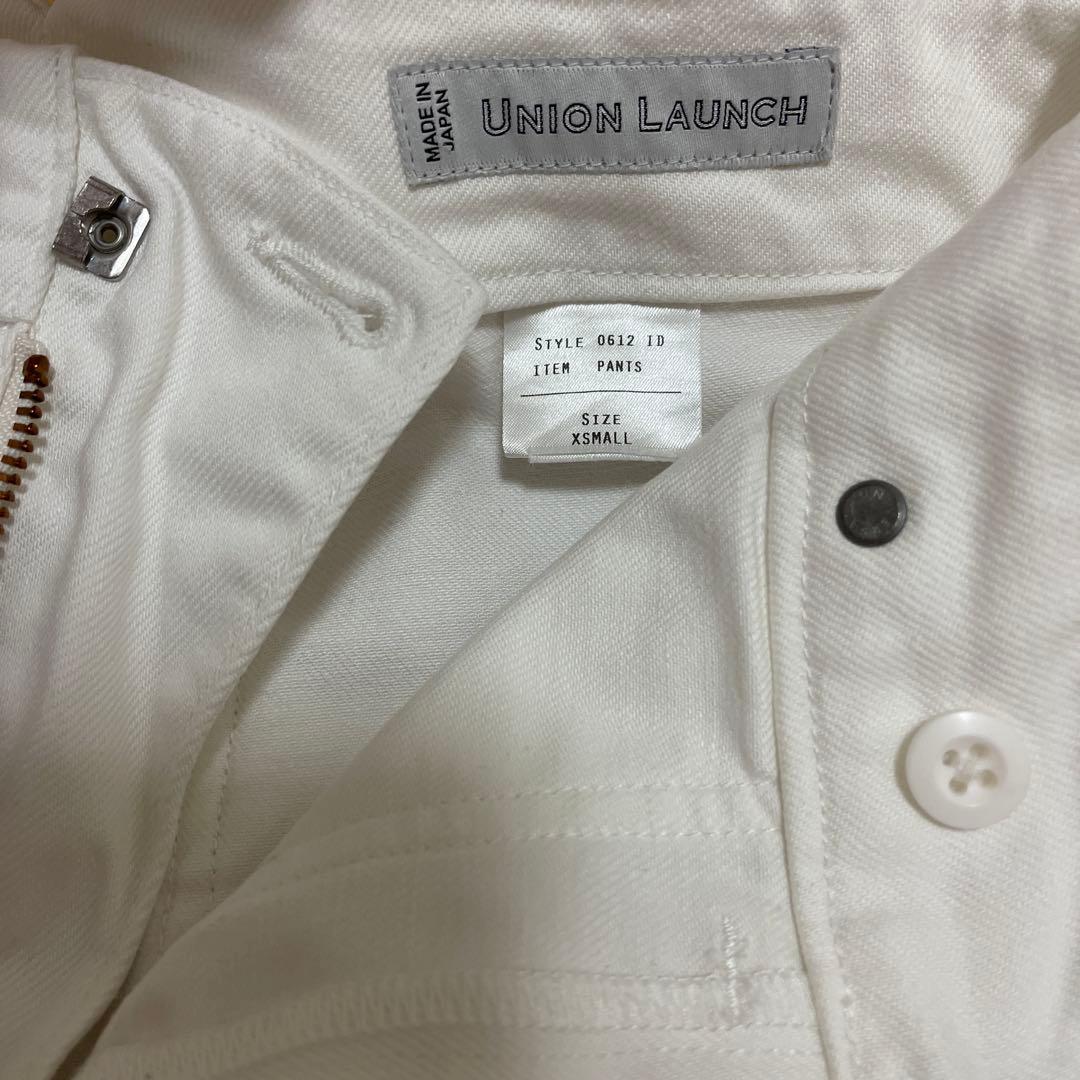 MADE IN
JAPAN
UNION LAUNCH
STYLE 0612 ID
ITEM PANTS
SIZE
XSMALL